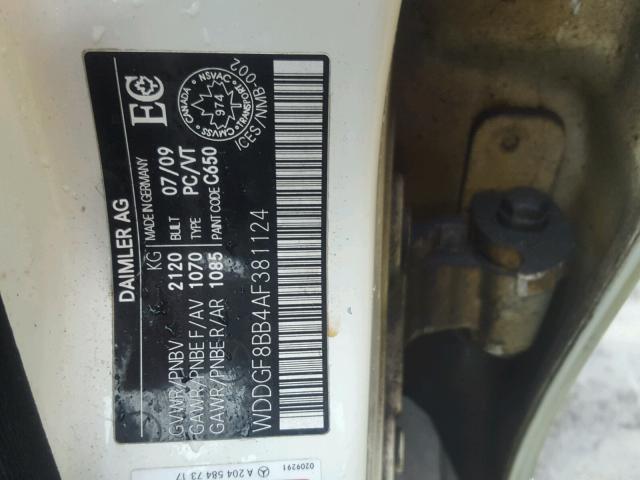 DAIMLER AG
MADE IN GERMANY
EC
KG BUILT 07/09
GVWR/PNBV 2120 TYPE PC/VT
GAWR/PNBE F/AV 1070
GAWR/PNBE-R/AR 1085 PAINT CODE C650
CANADA NSVAC TRANSPORT CMVSS
974
ICES/NMB-002
WDDGF8BB4AF381124
0209291
A 204 584 73 17